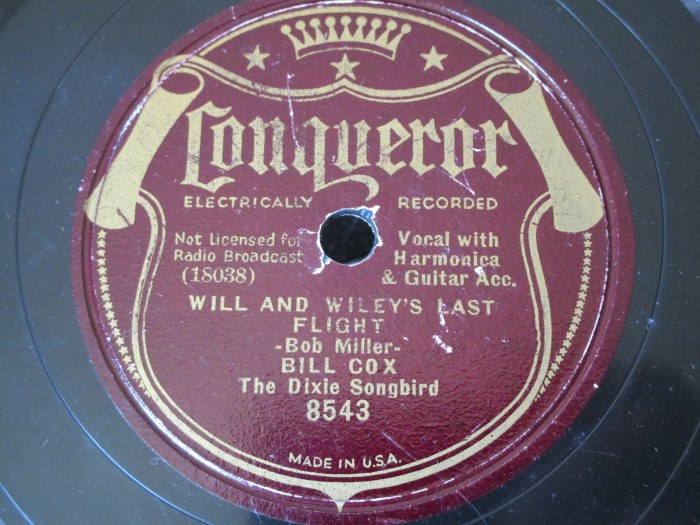 Conqueror
ELECTRICALLY RECORDED
Not Licensed for
Radio Broadcast
(18038)
Vocal with
Harmonica
& Guitar Acc.
WILL AND WILEY'S LAST
FLIGHT
-Bob Miller-
BILL COX
The Dixie Songbird
8543
MADE IN U.S.A.